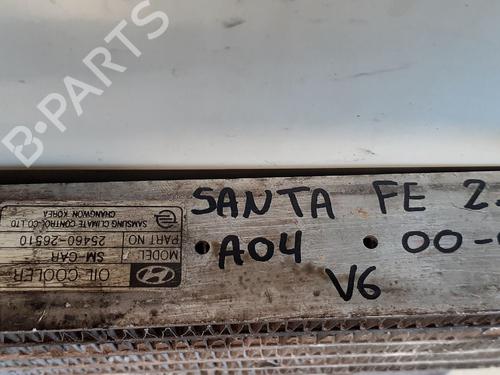 B-PARTS
SANTA FE 2.
A04
00-
V6
OIL COOLER
MODEL SM-CAR
PART NO 25460-26510
SAMSUNG CLIMATE CONTROL CO LTD
CHANGWON KOREA